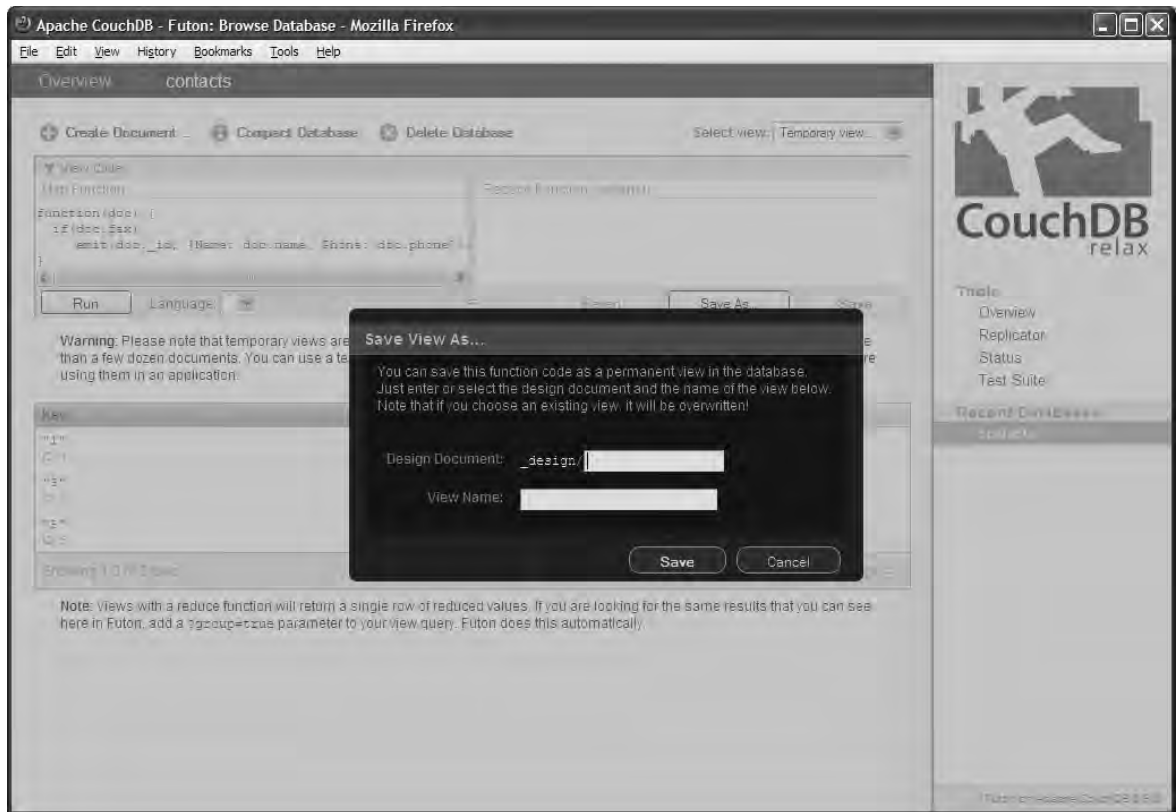 Apache CouchDB - Futon: Browse Database - Mozilla Firefox
File Edit View History Bookmarks Tools Help
Overview contacts
Create Document ... Compact Database Delete Database Select view: Temporary view...
View Code
Map Function Reduce Function (optional):
function(doc) {
if(doc.fax)
emit(doc._id, {Name: doc.name, Phone: doc.phone
}
Run Language: Revert Save As... Save
Warning: Please note that temporary views are
than a few dozen documents. You can use a
using them in an application.
Save View As...
You can save this function code as a permanent view in the database.
Just enter or select the design document and the name of the view below.
Note that if you choose an existing view, it will be overwritten!
Design Document: _design/
View Name:
Save Cancel
Key
"1"
"3"
Note: Views with a reduce function will return a single row of reduced values. If you are looking for the same results that you can see
here in Futon, add a ?group=true parameter to your view query. Futon does this automatically.
CouchDB
relax
Tools
Overview
Replicator
Status
Test Suite
Recent Databases
contacts